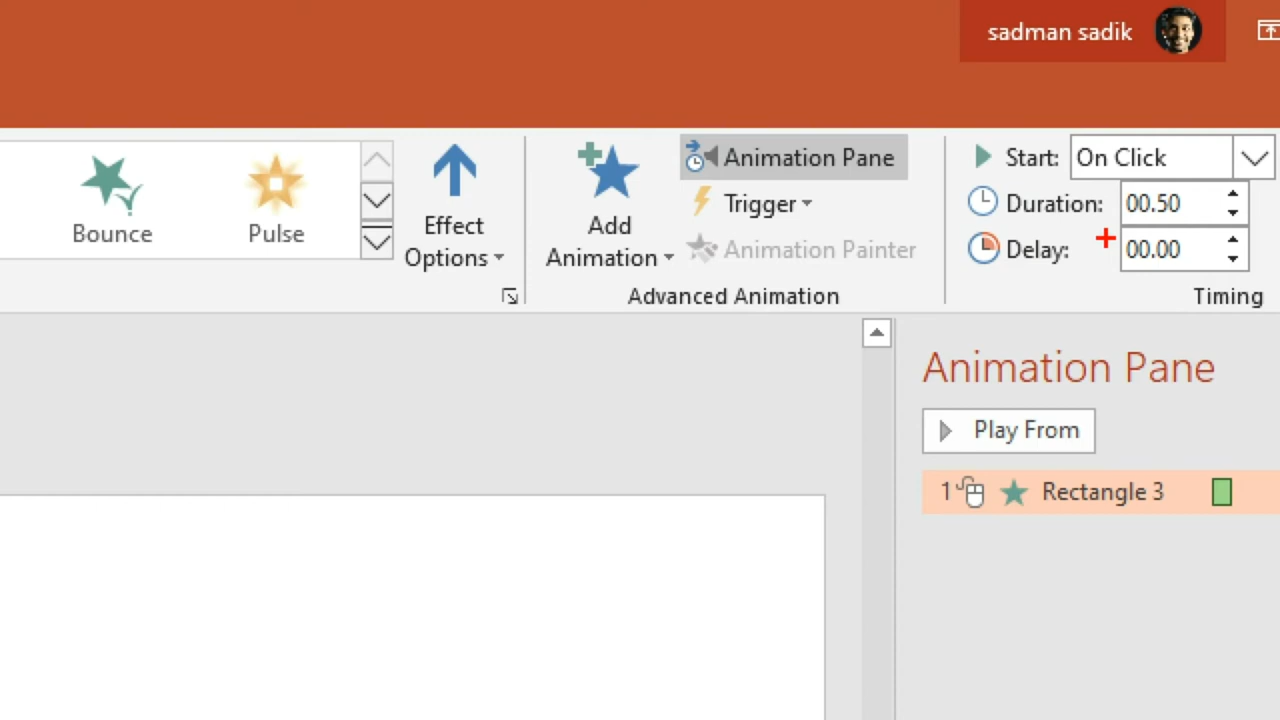 sadman sadik
Bounce
Pulse
Effect
Options
Add
Animation
Animation Pane
Trigger
Animation Painter
Advanced Animation
Start: On Click
Duration: 00.50
Delay: 00.00
Timing
Animation Pane
Play From
1 Rectangle 3